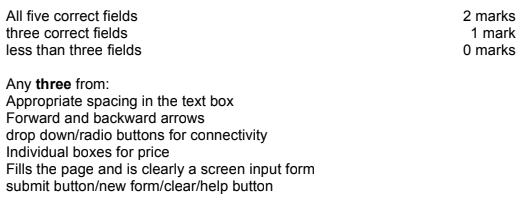 All five correct fields 2 marks
three correct fields 1 mark
less than three fields 0 marks
Any three from:
Appropriate spacing in the text box
Forward and backward arrows
drop down/radio buttons for connectivity
Individual boxes for price
Fills the page and is clearly a screen input form
submit button/new form/clear/help button